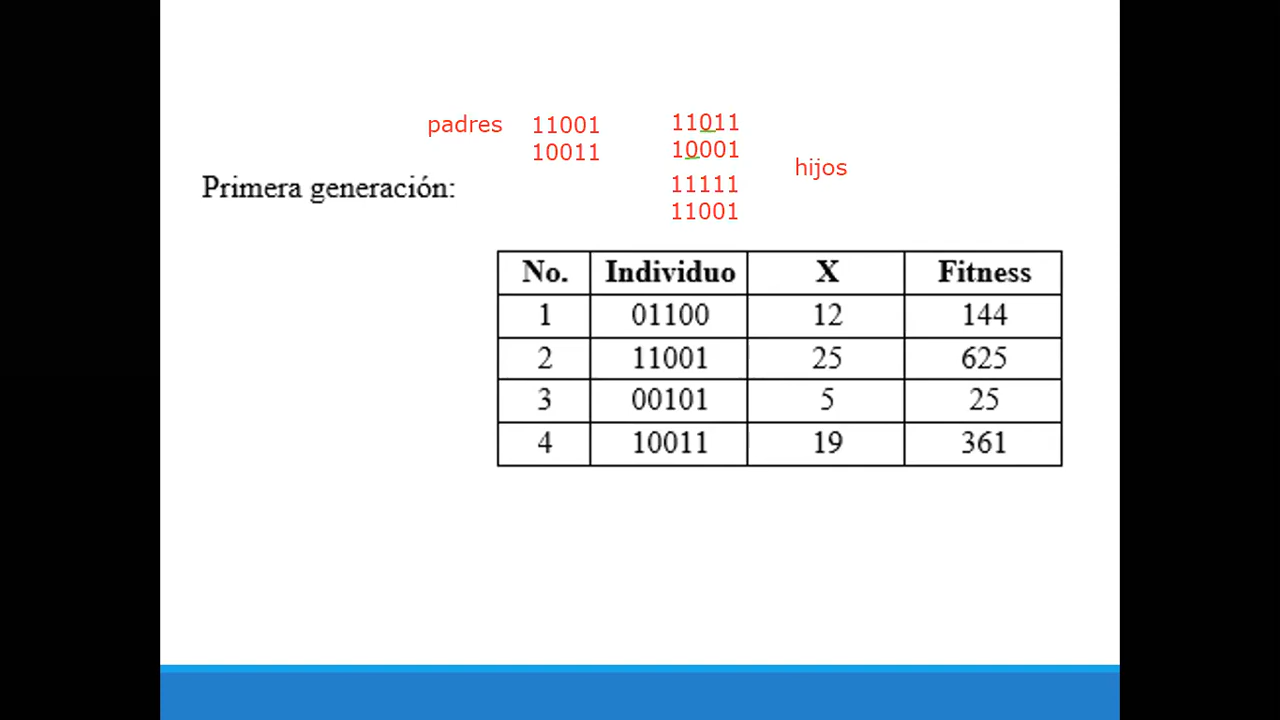 padres 11001 11011
10011 10001
hijos
Primera generación: 11111
11001
No. Individuo X Fitness
1 01100 12 144
2 11001 25 625
3 00101 5 25
4 10011 19 361